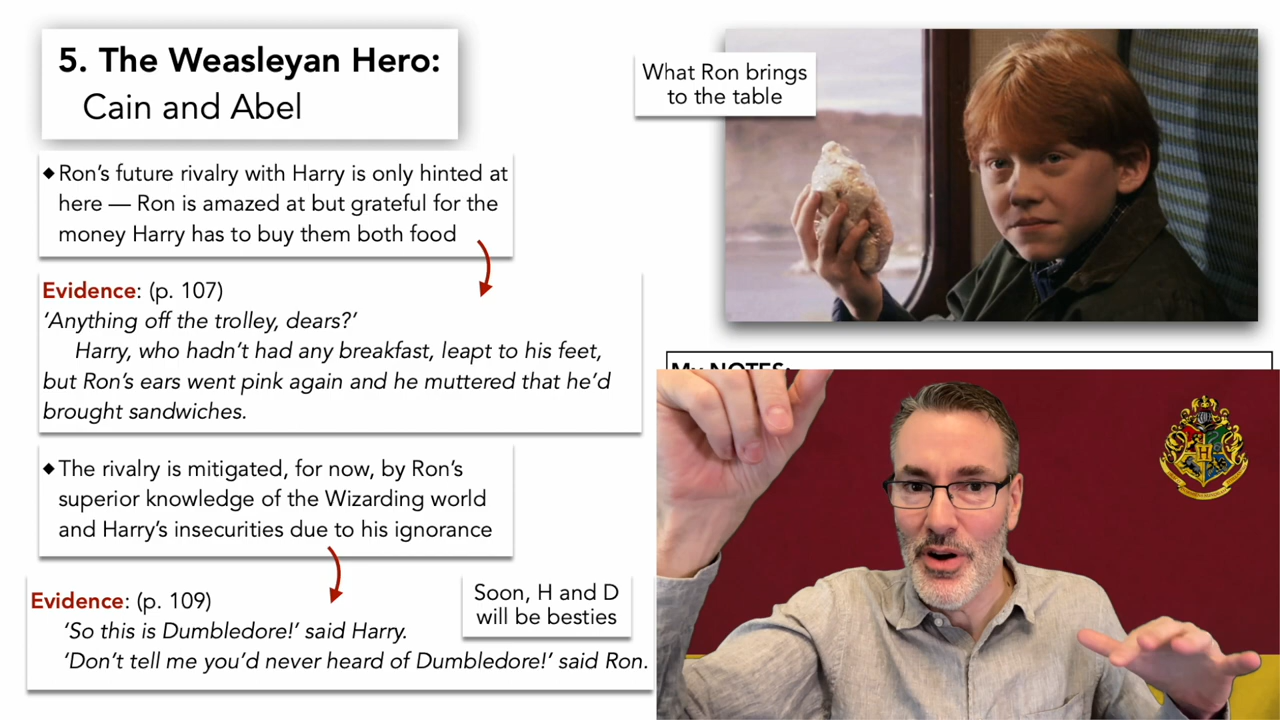 5. The Weasleyan Hero:
Cain and Abel
What Ron brings
to the table
◆Ron’s future rivalry with Harry is only hinted at
here — Ron is amazed at but grateful for the
money Harry has to buy them both food
Evidence: (p. 107)
‘Anything off the trolley, dears?’
Harry, who hadn’t had any breakfast, leapt to his feet,
but Ron’s ears went pink again and he muttered that he’d
brought sandwiches.
◆The rivalry is mitigated, for now, by Ron’s
superior knowledge of the Wizarding world
and Harry’s insecurities due to his ignorance
Evidence: (p. 109)
‘So this is Dumbledore!’ said Harry.
‘Don’t tell me you’d never heard of Dumbledore!’ said Ron.
Soon, H and D
will be besties
My NOTES:
H